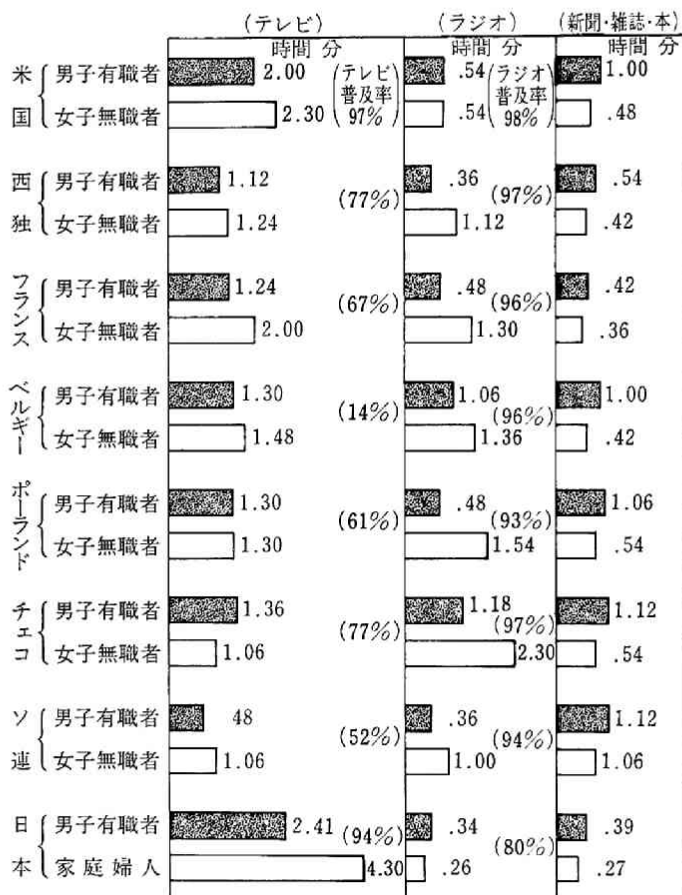 (テレビ) (ラジオ) (新聞・雑誌・本)
時間 分 時間 分 時間 分
米国 男子有職者 2.00 (テレビ普及率97%) .54 (ラジオ普及率98%) 1.00
女子無職者 2.30 .54 .48
西独 男子有職者 1.12 (77%) .36 (97%) .54
女子無職者 1.24 1.12 .42
フランス 男子有職者 1.24 (67%) .48 (96%) .42
女子無職者 2.00 1.30 .36
ベルギー 男子有職者 1.30 (14%) 1.06 (96%) 1.00
女子無職者 1.48 1.36 .42
ポーランド 男子有職者 1.30 (61%) .48 (93%) 1.06
女子無職者 1.30 1.54 .54
チェコ 男子有職者 1.36 (77%) 1.18 (97%) 1.12
女子無職者 1.06 2.30 .54
ソ連 男子有職者 48 (52%) .36 (94%) 1.12
女子無職者 1.06 1.00 1.06
日本 男子有職者 2.41 (94%) .34 (80%) .39
家庭婦人 4.30 .26 .27